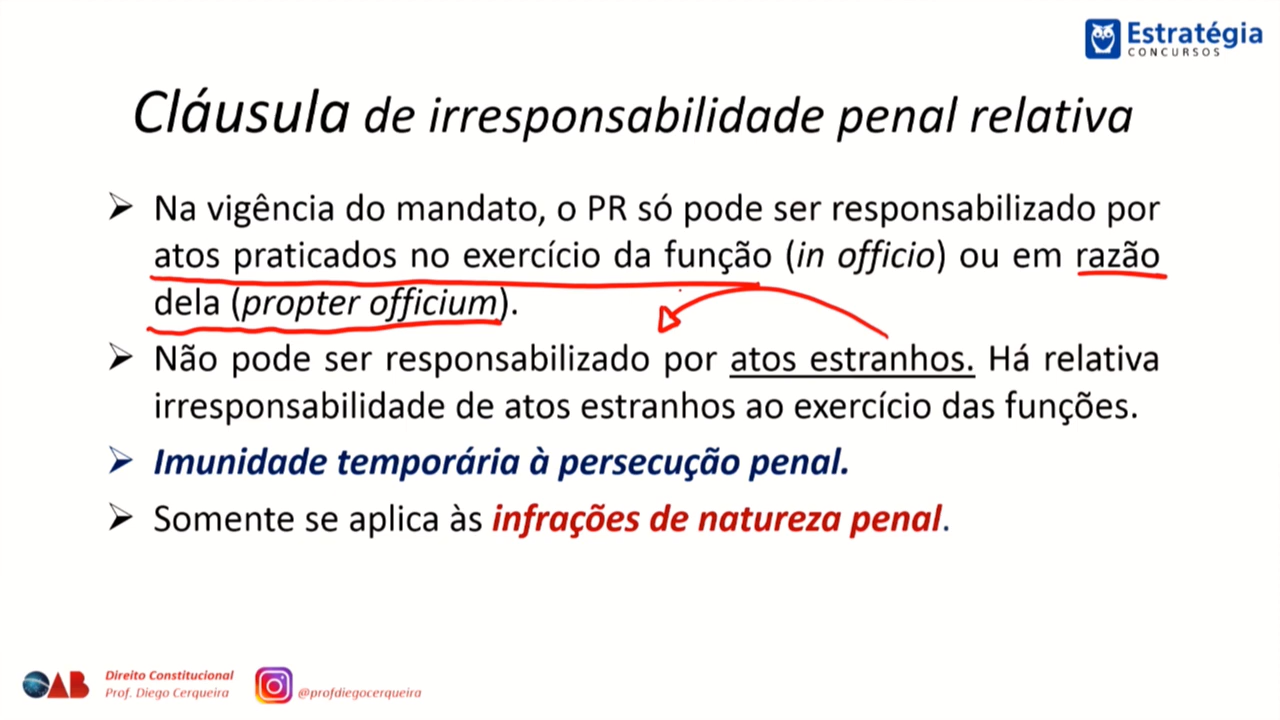 Estratégia
CONCURSOS
Cláusula de irresponsabilidade penal relativa
Na vigência do mandato, o PR só pode ser responsabilizado por
atos praticados no exercício da função (in officio) ou em razão
dela (propter officium).
Não pode ser responsabilizado por atos estranhos. Há relativa
irresponsabilidade de atos estranhos ao exercício das funções.
Imunidade temporária à persecução penal.
Somente se aplica às infrações de natureza penal.
OAB
Direito Constitucional
Prof. Diego Cerqueira
@profdiegocerqueira